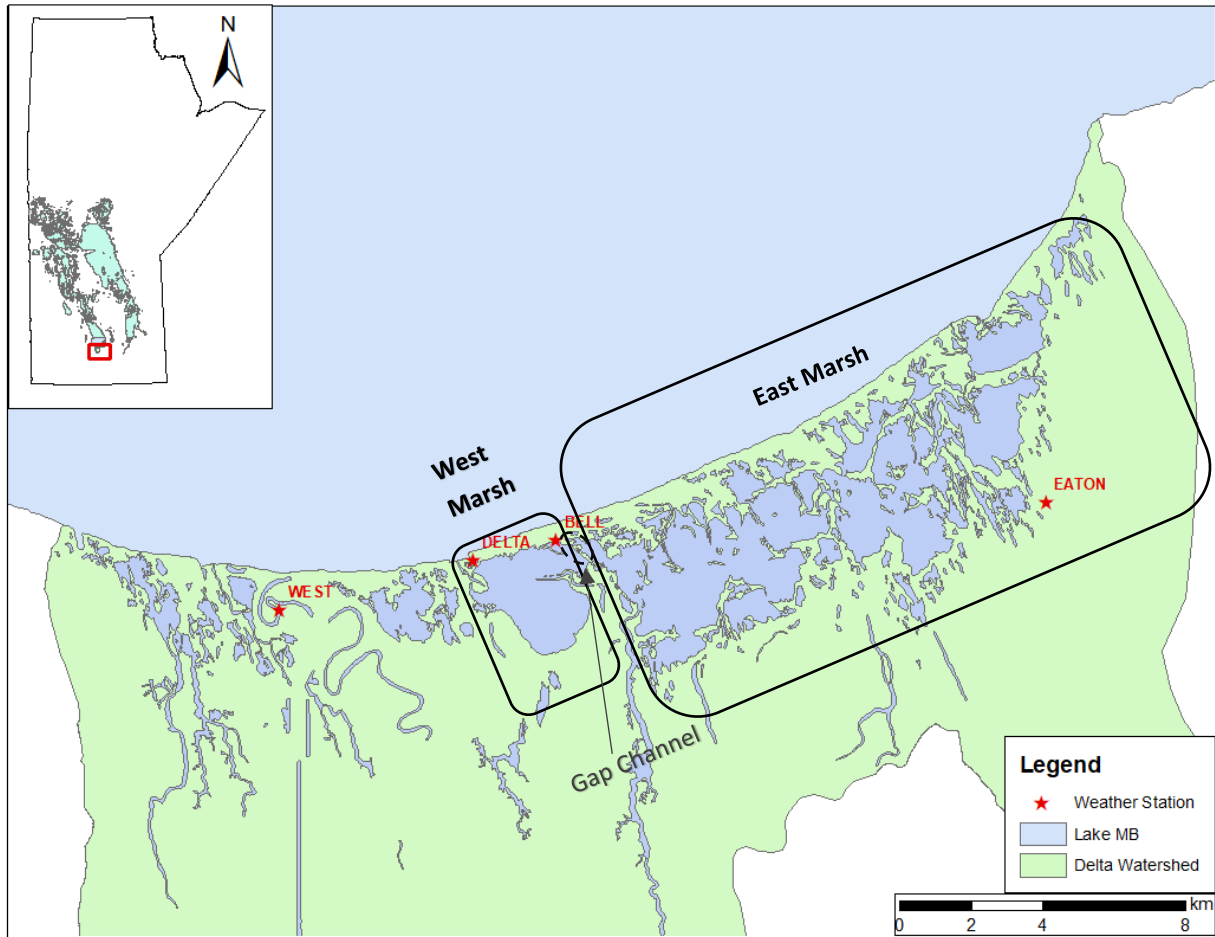 N
East Marsh
West
Marsh
EATON
BELL
DELTA
WEST
Gap Channel
Legend
Weather Station
Lake MB
Delta Watershed
km
0 2 4 8